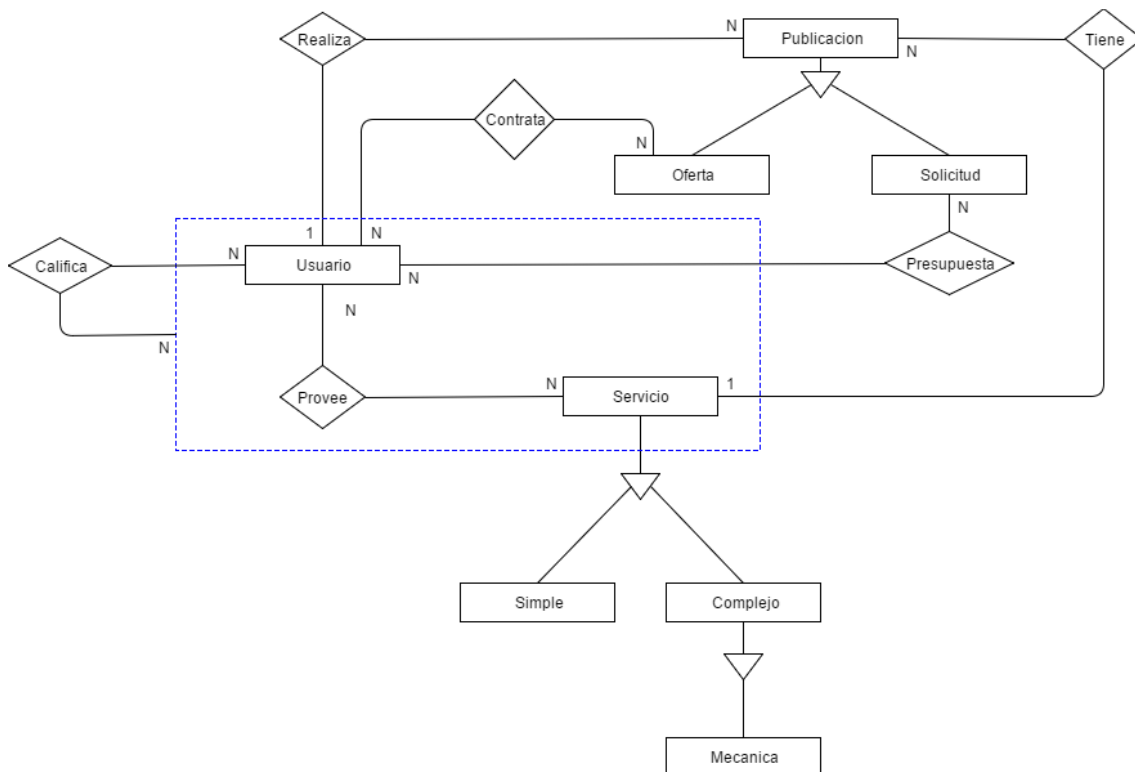 Realiza
N
Publicacion
N
Tiene
Contrata
N
Oferta
Solicitud
N
1
N
Califica
N
Usuario
N
Presupuesta
N
N
Provee
N
Servicio
1
Simple
Complejo
Mecanica